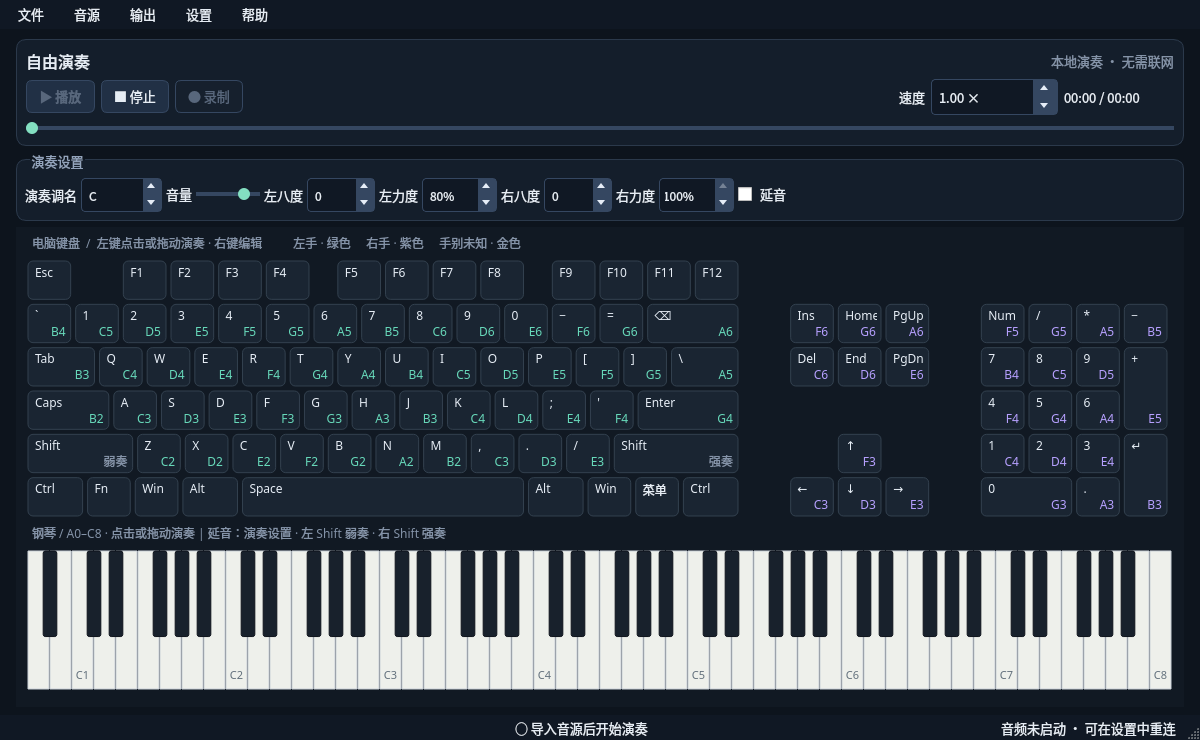 文件 音源 输出 设置 帮助
自由演奏 本地演奏 · 无需联网
▶播放 ■停止 ●录制 速度 1.00 × 00:00 / 00:00
演奏设置
演奏调名 C 音量 左八度 0 左力度 80% 右八度 0 右力度 100% 延音
电脑键盘 / 左键点击或拖动演奏 · 右键编辑 左手 · 绿色 右手 · 紫色 手别未知 · 金色
Esc F1 F2 F3 F4 F5 F6 F7 F8 F9 F10 F11 F12
` 1 2 3 4 5 6 7 8 9 0 − = ⌫ Ins Home PgUp Num / * −
B4 C5 D5 E5 F5 G5 A5 B5 C6 D6 E6 F6 G6 A6 F6 G6 A6 F5 G5 A5 B5
Tab Q W E R T Y U I O P [ ] \ Del End PgDn 7 8 9 +
B3 C4 D4 E4 F4 G4 A4 B4 C5 D5 E5 F5 G5 A5 C6 D6 E6 B4 C5 D5
Caps A S D F G H J K L ; ' Enter 4 5 6
B2 C3 D3 E3 F3 G3 A3 B3 C4 D4 E4 F4 G4 F4 G4 A4 E5
Shift Z X C V B N M , . / Shift ↑ 1 2 3 ↵
弱奏 C2 D2 E2 F2 G2 A2 B2 C3 D3 E3 强奏 F3 C4 D4 E4
Ctrl Fn Win Alt Space Alt Win 菜单 Ctrl ← ↓ → 0 .
C3 D3 E3 G3 A3 B3
钢琴 / A0–C8 · 点击或拖动演奏 | 延音：演奏设置 · 左 Shift 弱奏 · 右 Shift 强奏
C1 C2 C3 C4 C5 C6 C7 C8
○ 导入音源后开始演奏 音频未启动 · 可在设置中重连